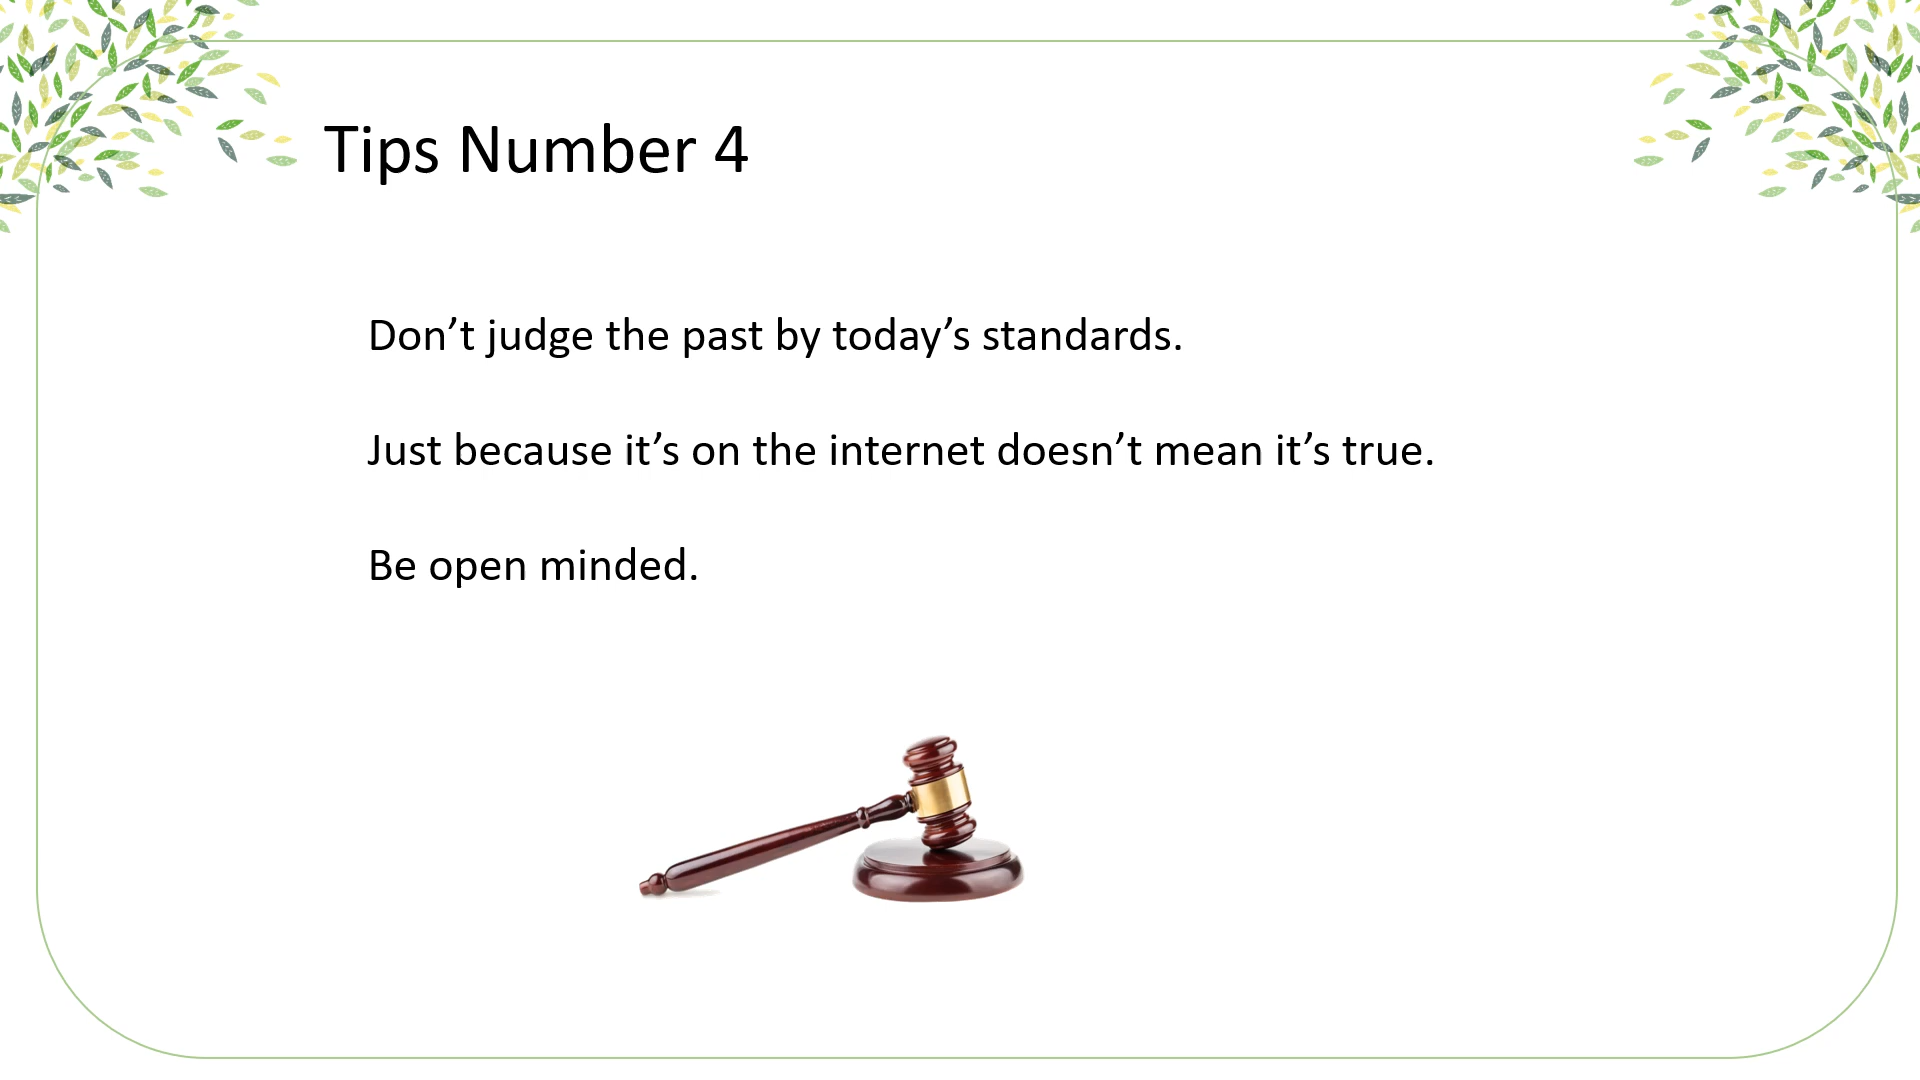 Tips Number 4
Don’t judge the past by today’s standards.
Just because it’s on the internet doesn’t mean it’s true.
Be open minded.